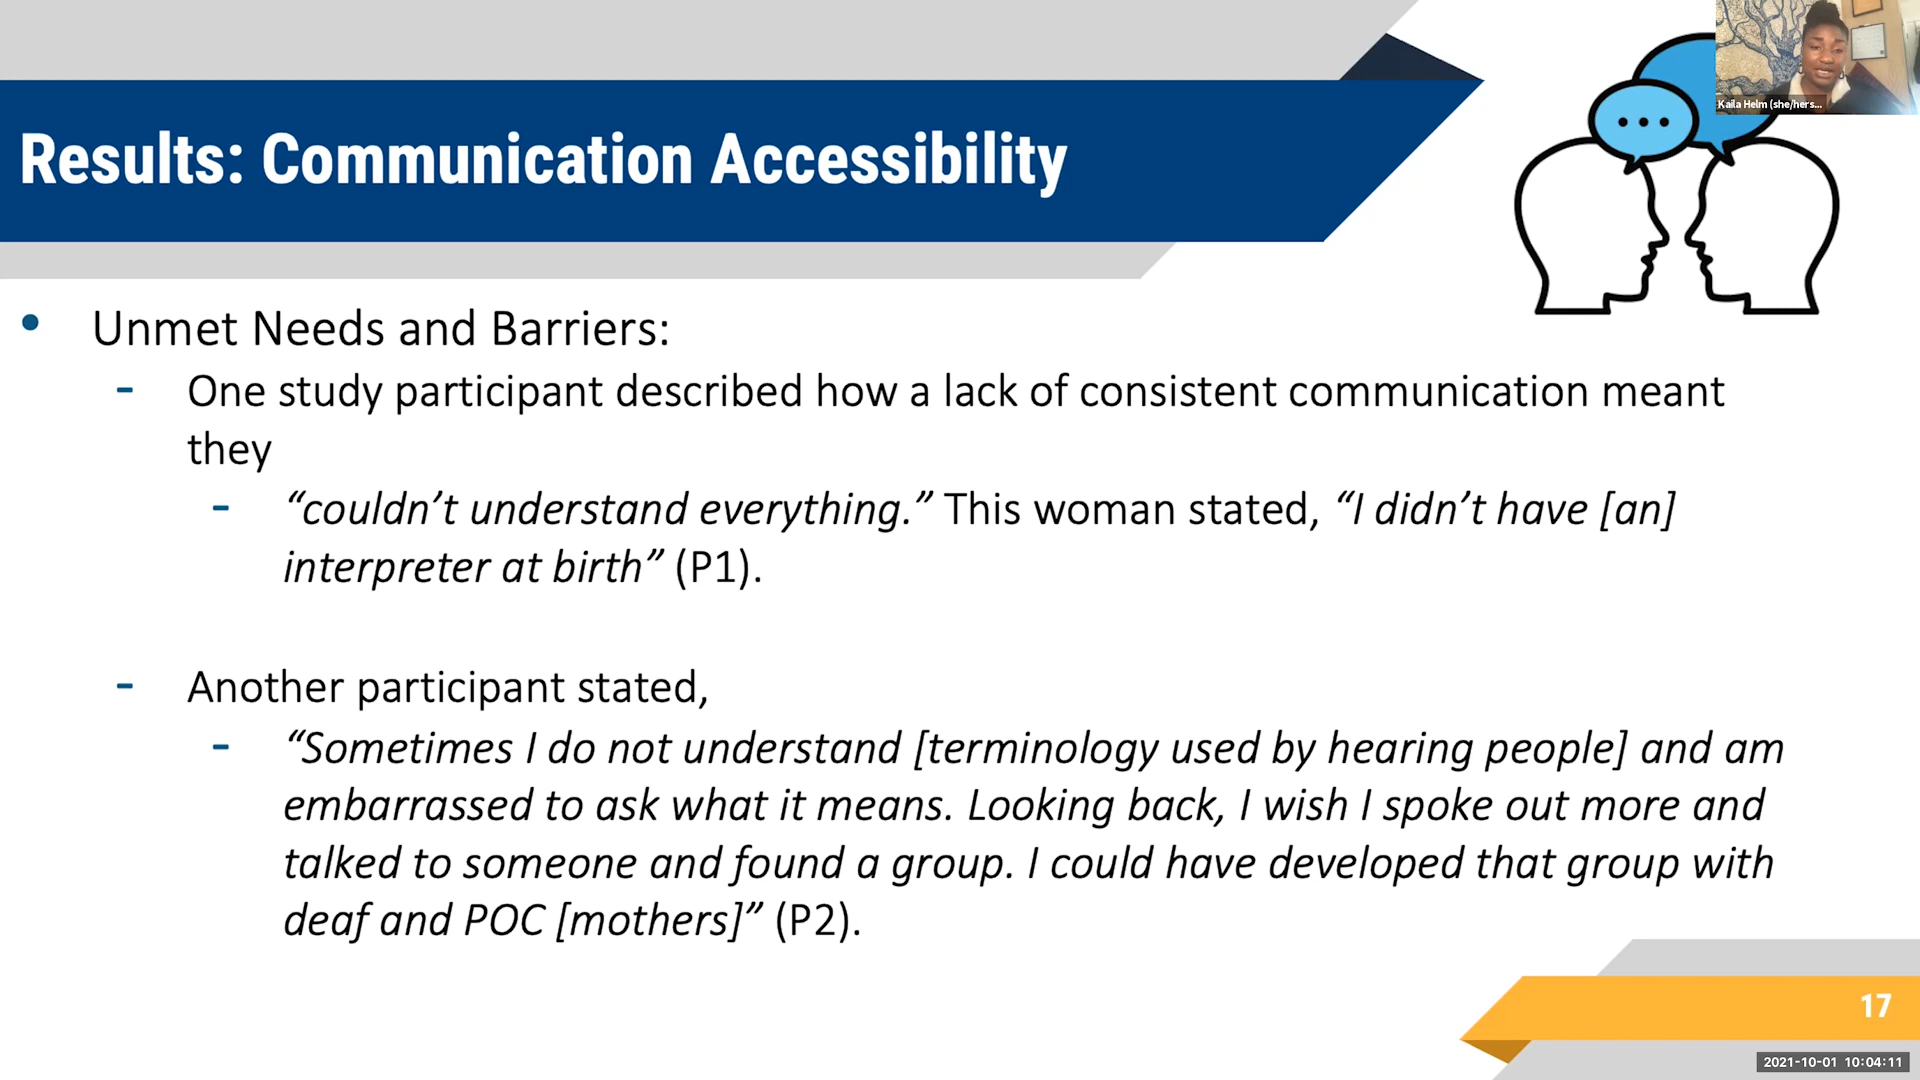 Kaila Helm (she/hers...
Results: Communication Accessibility
• Unmet Needs and Barriers:
- One study participant described how a lack of consistent communication meant
they
- “couldn’t understand everything.” This woman stated, “I didn’t have [an]
interpreter at birth” (P1).
- Another participant stated,
- “Sometimes I do not understand [terminology used by hearing people] and am
embarrassed to ask what it means. Looking back, I wish I spoke out more and
talked to someone and found a group. I could have developed that group with
deaf and POC [mothers]” (P2).
17
2021-10-01 10:04:11